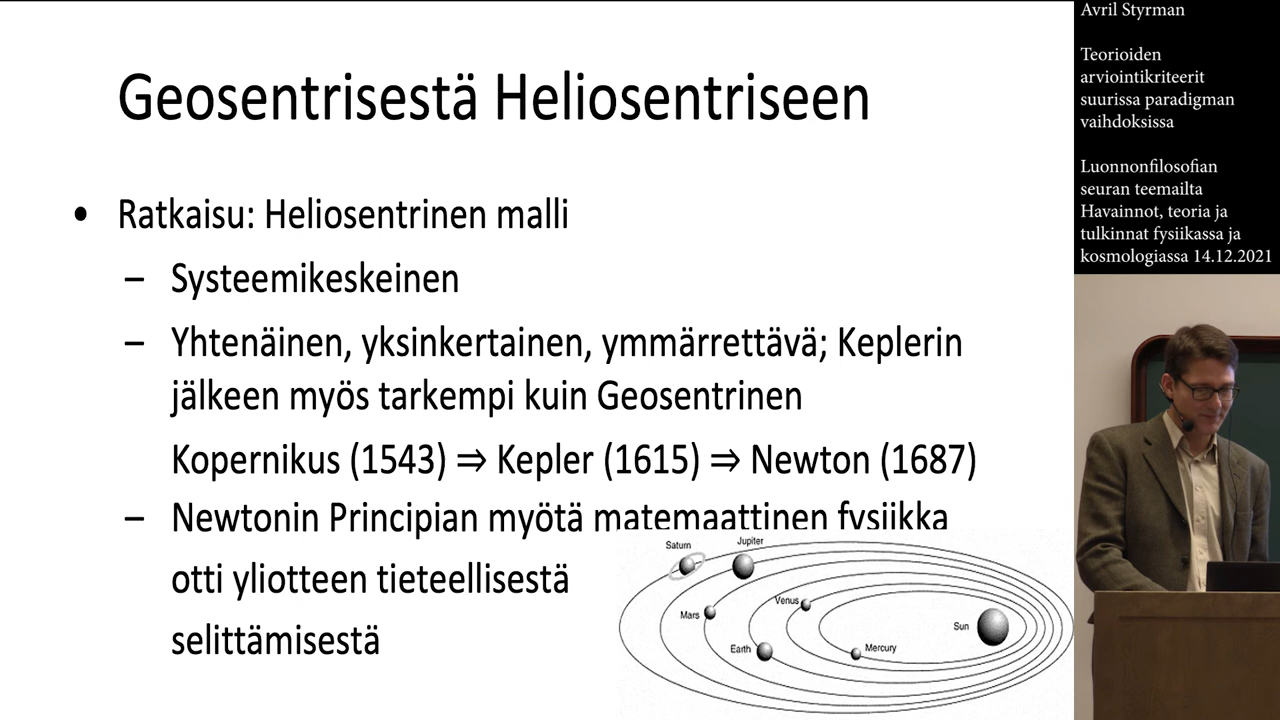 Geosentrisestä Heliosentriseen
• Ratkaisu: Heliosentrinen malli
– Systeemikeskeinen
– Yhtenäinen, yksinkertainen, ymmärrettävä; Keplerin
jälkeen myös tarkempi kuin Geosentrinen
Kopernikus (1543) ⇒ Kepler (1615) ⇒ Newton (1687)
– Newtonin Principian myötä matemaattinen fysiikka
otti yliotteen tieteellisestä
selittämisestä
Saturn
Jupiter
Mars
Venus
Earth
Mercury
Sun
Avril Styrman
Teorioiden
arviointikriteerit
suurissa paradigman
vaihdoksissa
Luonnonfilosofian
seuran teemailta
Havainnot, teoria ja
tulkinnat fysiikassa ja
kosmologiassa 14.12.2021